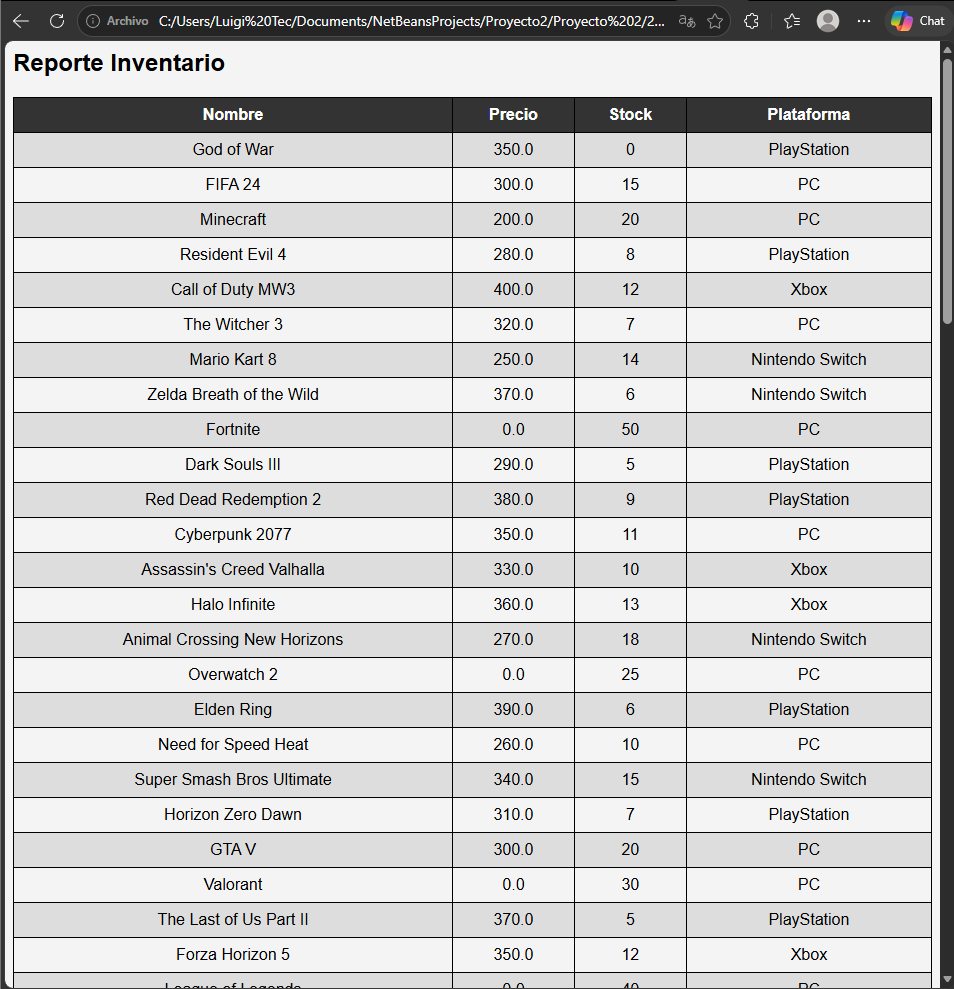 Archivo C:/Users/Luigi%20Tec/Documents/NetBeansProjects/Proyecto2/Proyecto%202/2... Chat
Reporte Inventario
Nombre Precio Stock Plataforma
God of War 350.0 0 PlayStation
FIFA 24 300.0 15 PC
Minecraft 200.0 20 PC
Resident Evil 4 280.0 8 PlayStation
Call of Duty MW3 400.0 12 Xbox
The Witcher 3 320.0 7 PC
Mario Kart 8 250.0 14 Nintendo Switch
Zelda Breath of the Wild 370.0 6 Nintendo Switch
Fortnite 0.0 50 PC
Dark Souls III 290.0 5 PlayStation
Red Dead Redemption 2 380.0 9 PlayStation
Cyberpunk 2077 350.0 11 PC
Assassin's Creed Valhalla 330.0 10 Xbox
Halo Infinite 360.0 13 Xbox
Animal Crossing New Horizons 270.0 18 Nintendo Switch
Overwatch 2 0.0 25 PC
Elden Ring 390.0 6 PlayStation
Need for Speed Heat 260.0 10 PC
Super Smash Bros Ultimate 340.0 15 Nintendo Switch
Horizon Zero Dawn 310.0 7 PlayStation
GTA V 300.0 20 PC
Valorant 0.0 30 PC
The Last of Us Part II 370.0 5 PlayStation
Forza Horizon 5 350.0 12 Xbox
League of Legends 0.0 40 PC